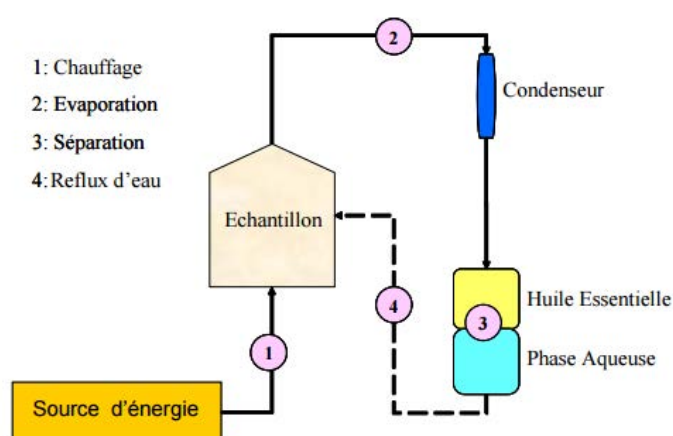 1: Chauffage
2: Evaporation
3: Séparation
4: Reflux d'eau
2
Condenseur
Echantillon
4
Huile Essentielle
3
Phase Aqueuse
1
Source d'énergie